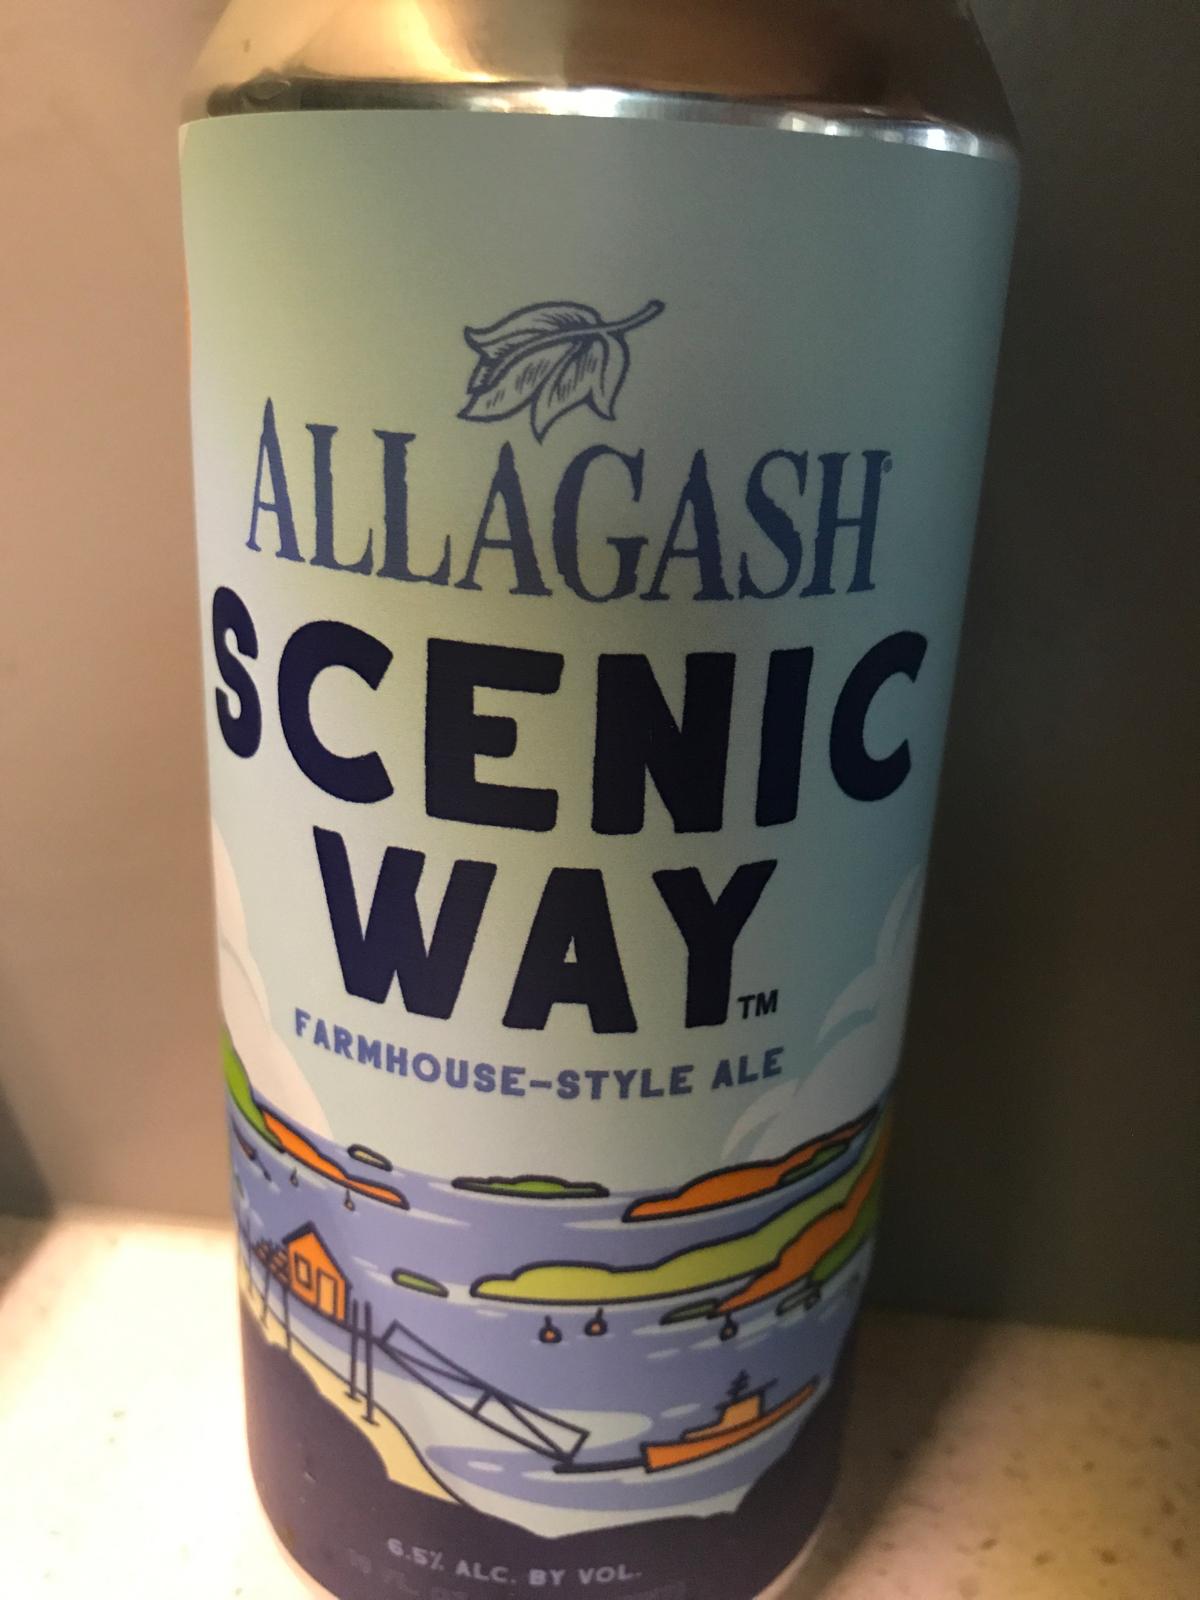 ALLAGASH®
SCENIC
WAY™
FARMHOUSE-STYLE ALE
6.5% ALC. BY VOL.